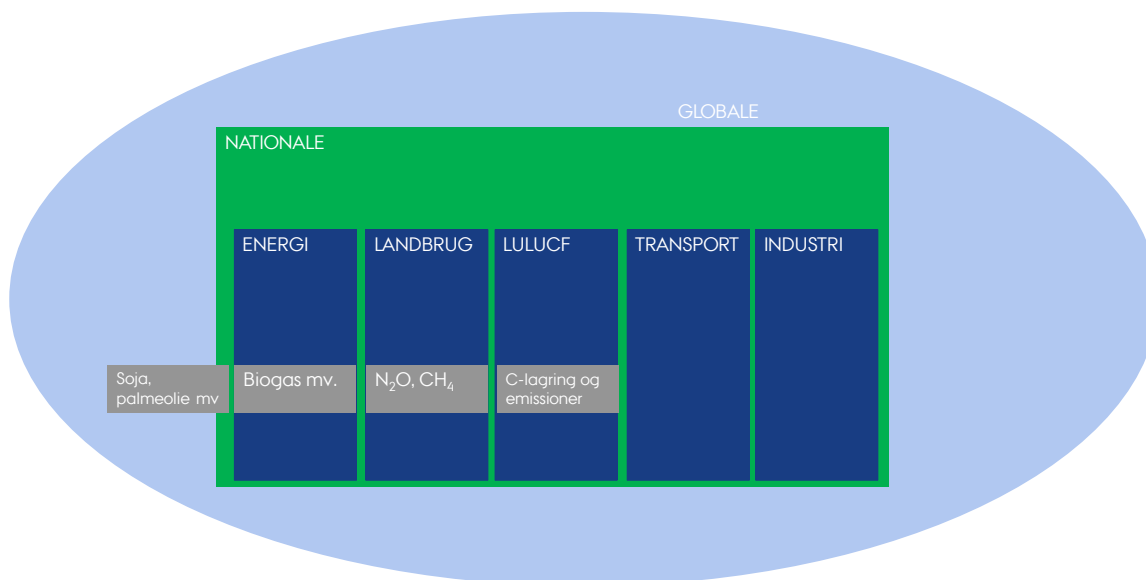 GLOBALE
NATIONALE
ENERGI
LANDBRUG
LULUCF
TRANSPORT
INDUSTRI
Soja,
palmeolie mv
Biogas mv.
N₂O, CH₄
C-lagring og
emissioner